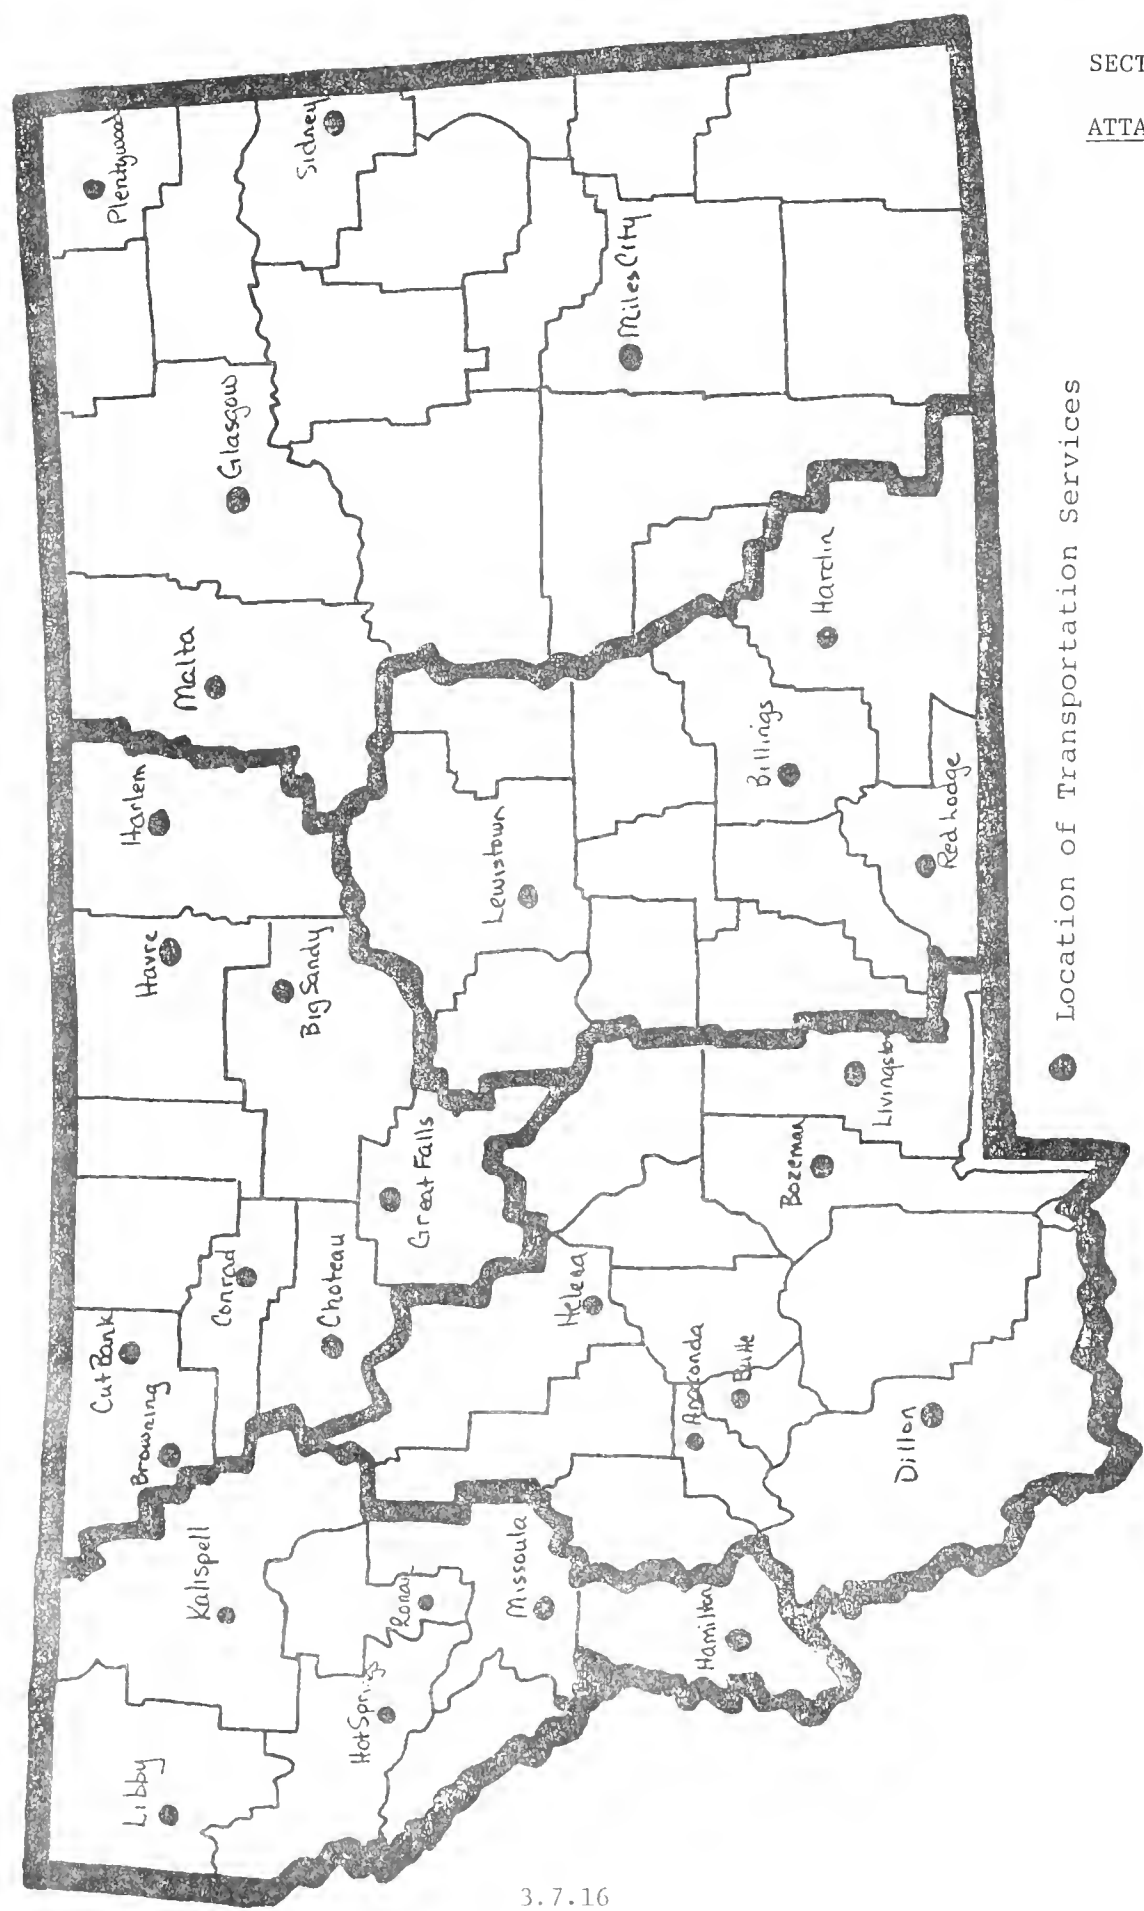 SECT
ATTA
Plentywood
Sidney
Glasgow
Miles City
Malta
Harlem
Havre
Big Sandy
Lewistown
Billings
Hardin
Red Lodge
Great Falls
Conrad
Choteau
Cut Bank
Browning
Helena
Anaconda
Butte
Bozeman
Livingston
Dillon
Kalispell
Ronan
Missoula
Hot Springs
Hamilton
Libby
Location of Transportation Services
3.7.16